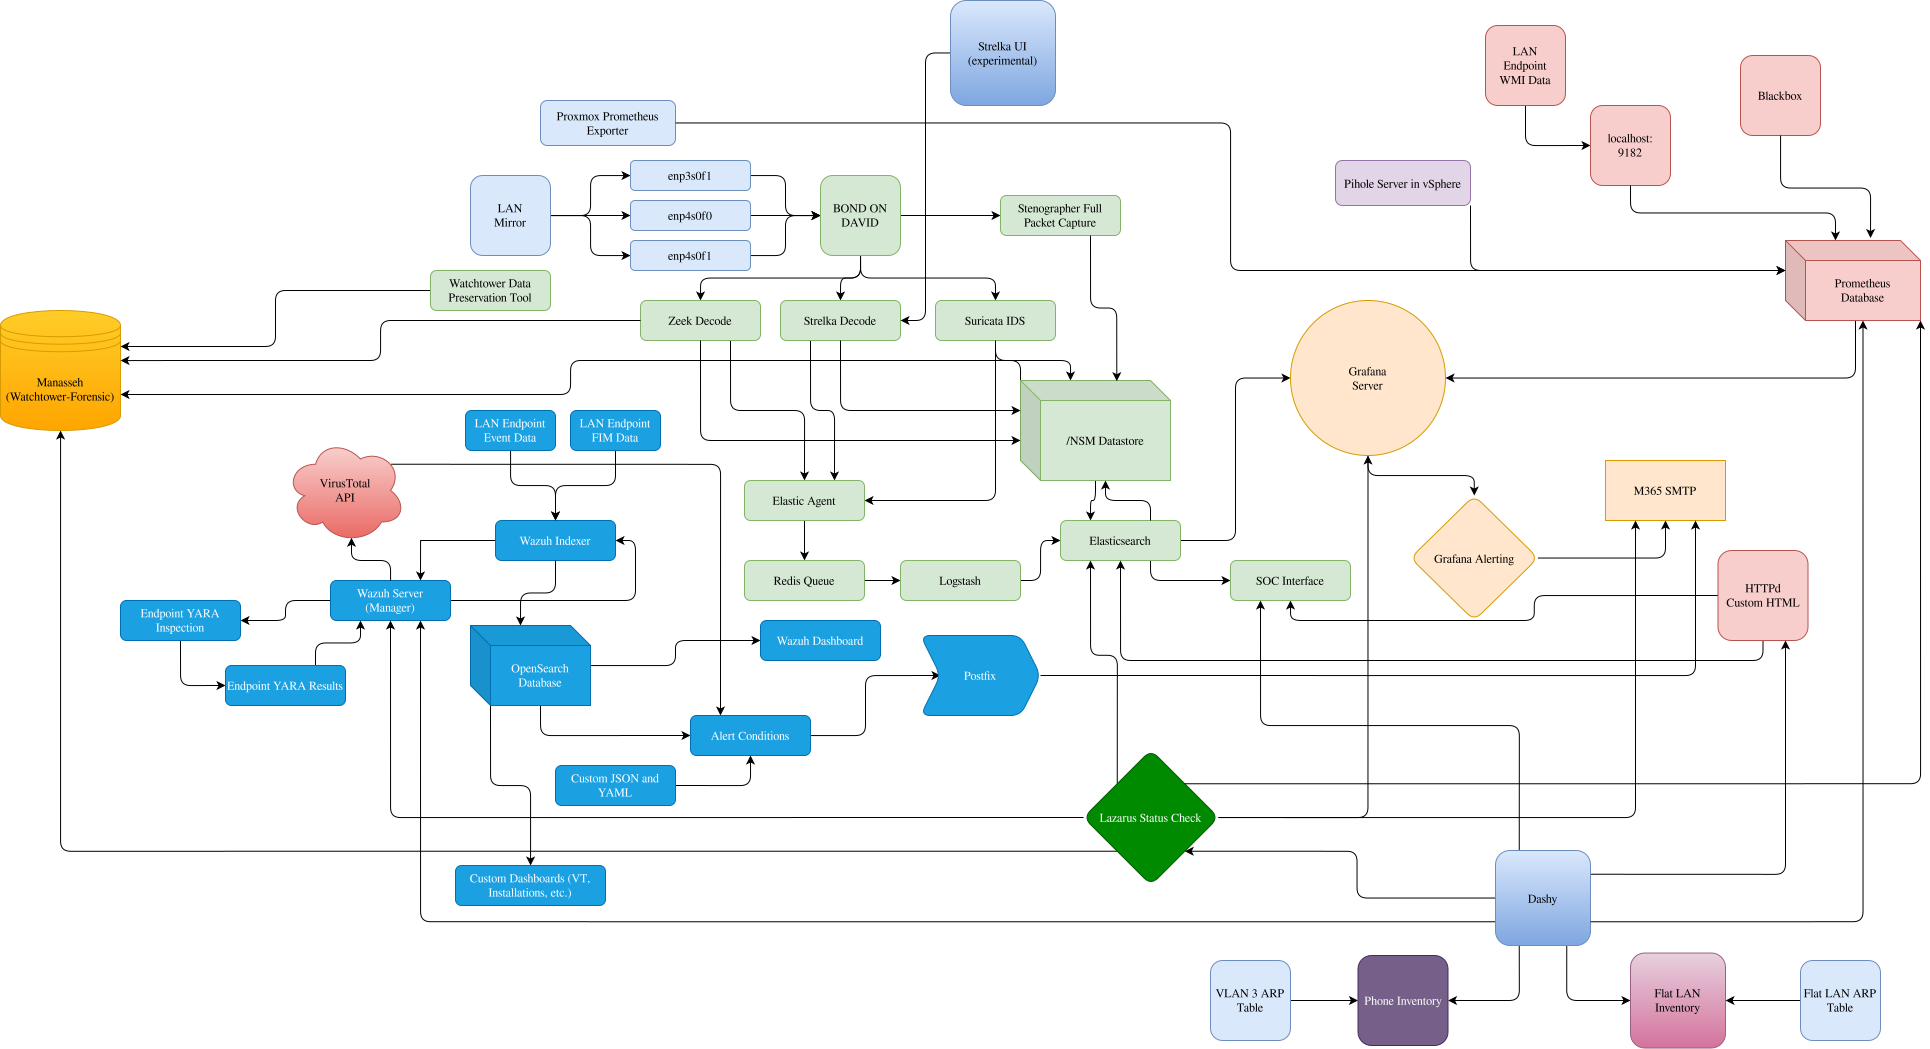 Strelka UI
(experimental)
LAN
Endpoint
WMI Data
Blackbox
Proxmox Prometheus
Exporter
localhost:
9182
LAN
Mirror
enp3s0f1
enp4s0f0
enp4s0f1
BOND ON
DAVID
Stenographer Full
Packet Capture
Pihole Server in vSphere
Watchtower Data
Preservation Tool
Zeek Decode
Strelka Decode
Suricata IDS
Prometheus
Database
Manasseh
(Watchtower-Forensic)
Grafana
Server
LAN Endpoint
Event Data
LAN Endpoint
FIM Data
/NSM Datastore
VirusTotal
API
Elastic Agent
M365 SMTP
Wazuh Indexer
Elasticsearch
Grafana Alerting
Redis Queue
Logstash
SOC Interface
HTTPd
Custom HTML
Wazuh Server
(Manager)
Endpoint YARA
Inspection
Wazuh Dashboard
Endpoint YARA Results
OpenSearch
Database
Postfix
Alert Conditions
Custom JSON and
YAML
Lazarus Status Check
Custom Dashboards (VT,
Installations, etc.)
Dashy
VLAN 3 ARP
Table
Phone Inventory
Flat LAN
Inventory
Flat LAN ARP
Table